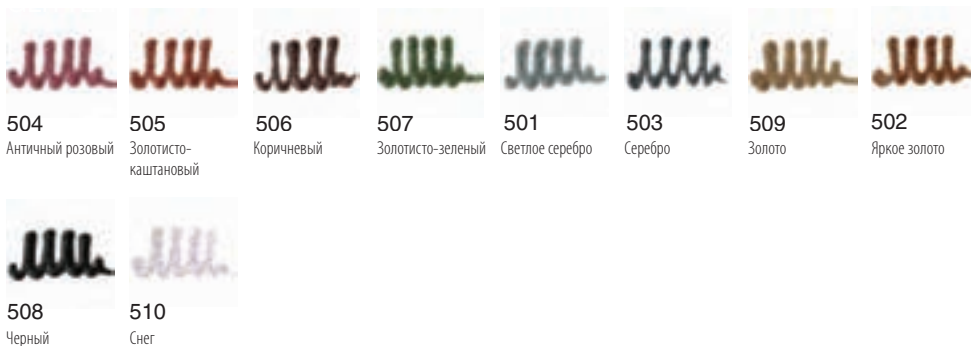 504 505 506 507 501 503 509 502
Античный розовый Золотисто- Коричневый Золотисто-зеленый Светлое серебро Серебро Золото Яркое золото
каштановый
508 510
Черный Снег